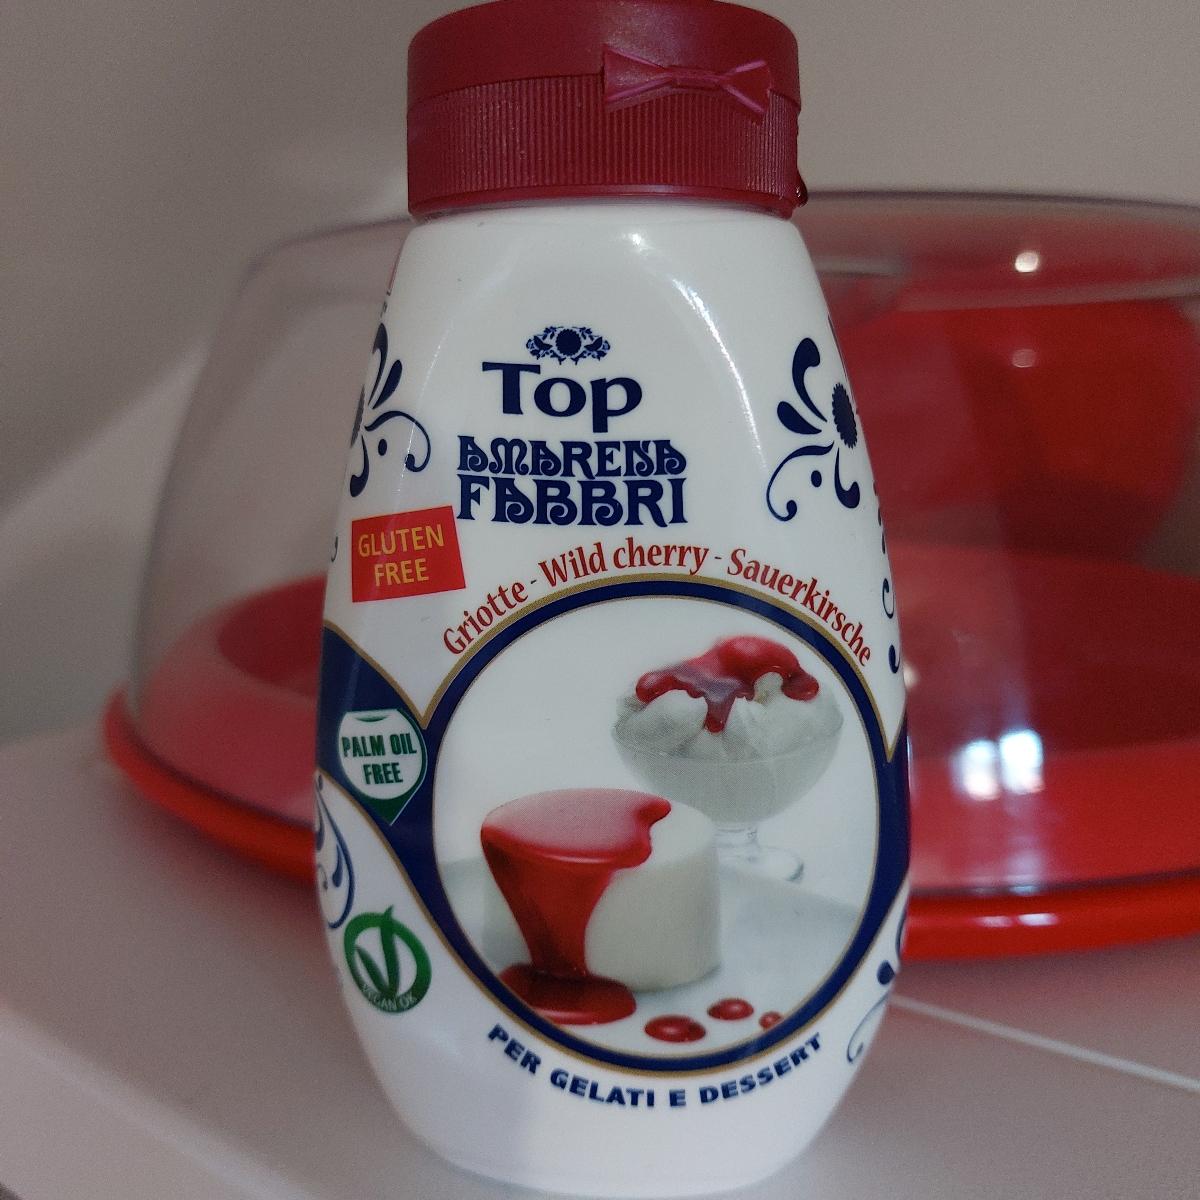 Top
AMARENA
FABBRI
GLUTEN
FREE
Griotte - Wild cherry - Sauerkirsche
PALM OIL
FREE
VEGAN OK
PER GELATI E DESSERT